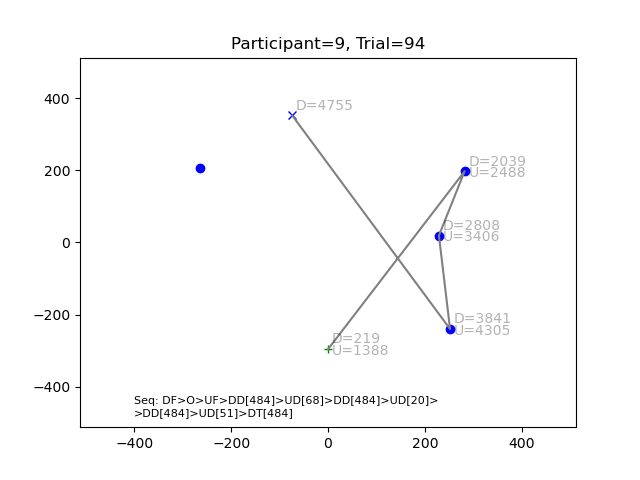 Participant=9, Trial=94
D=4755
D=2039
U=2488
D=2808
U=3406
D=3841
U=4305
D=219
U=1388
400
200
0
−200
−400
Seq: DF>O>UF>DD[484]>UD[68]>DD[484]>UD[20]>
>DD[484]>UD[51]>DT[484]
−400
−200
0
200
400